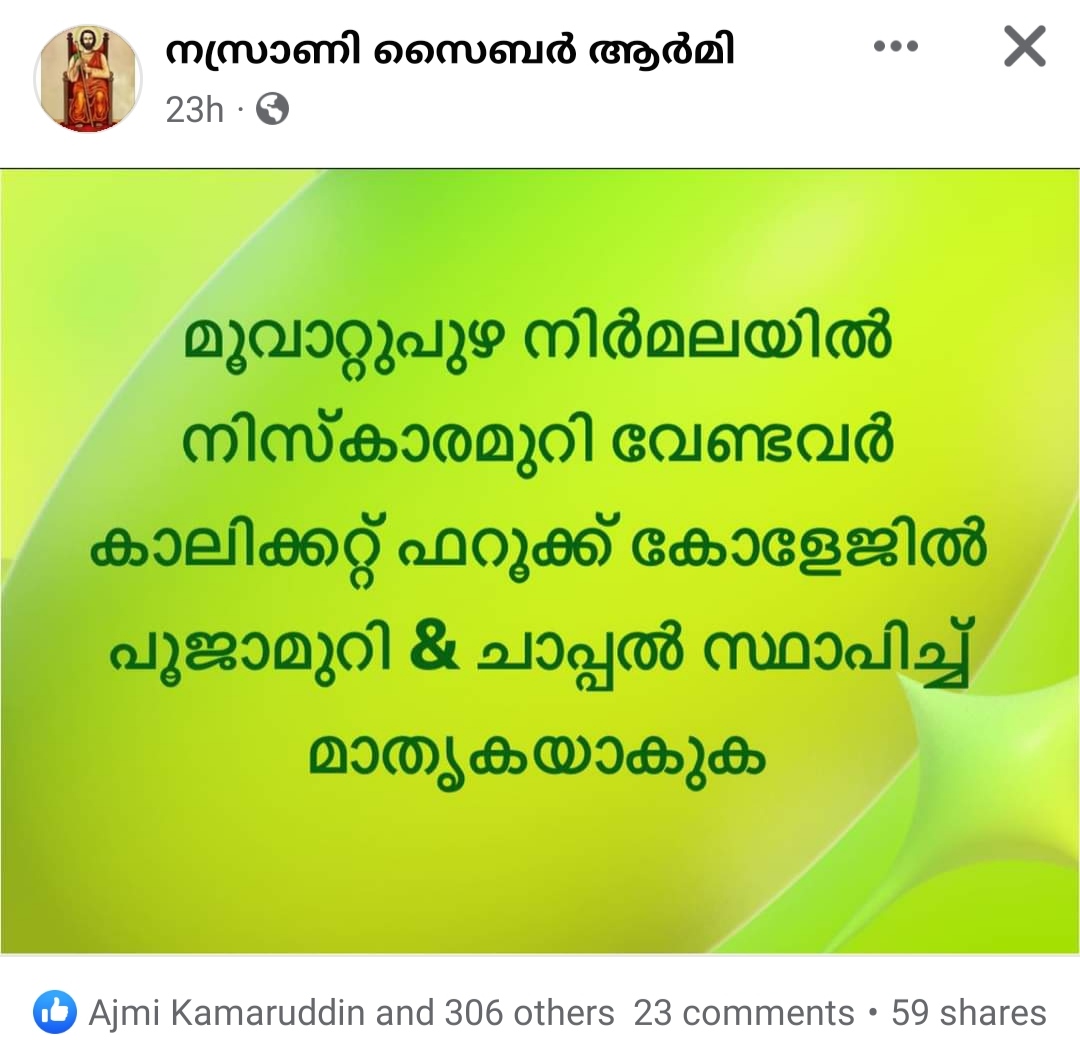 നസ്രാണി സൈബർ ആർമി
23h ·
മൂവാറ്റുപുഴ നിർമലയിൽ
നിസ്കാരമുറി വേണ്ടവർ
കാലിക്കറ്റ് ഫറൂക്ക് കോളേജിൽ
പൂജാമുറി & ചാപ്പൽ സ്ഥാപിച്ച്
മാതൃകയാകുക
Ajmi Kamaruddin and 306 others 23 comments • 59 shares